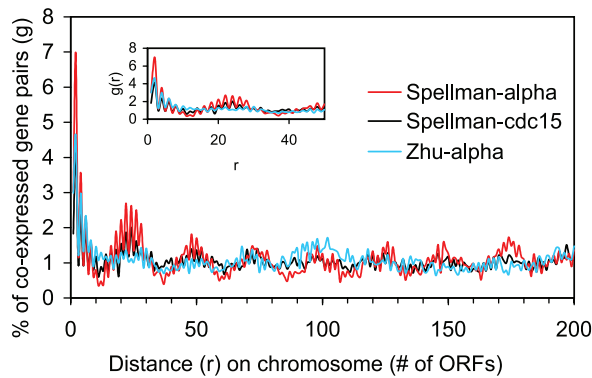 8
7
6
5
4
3
2
1
0
% of co-expressed gene pairs (g)
8
6
4
2
0
g(r)
0 20 40
r
Spellman-alpha
Spellman-cdc15
Zhu-alpha
0 50 100 150 200
Distance (r) on chromosome (# of ORFs)